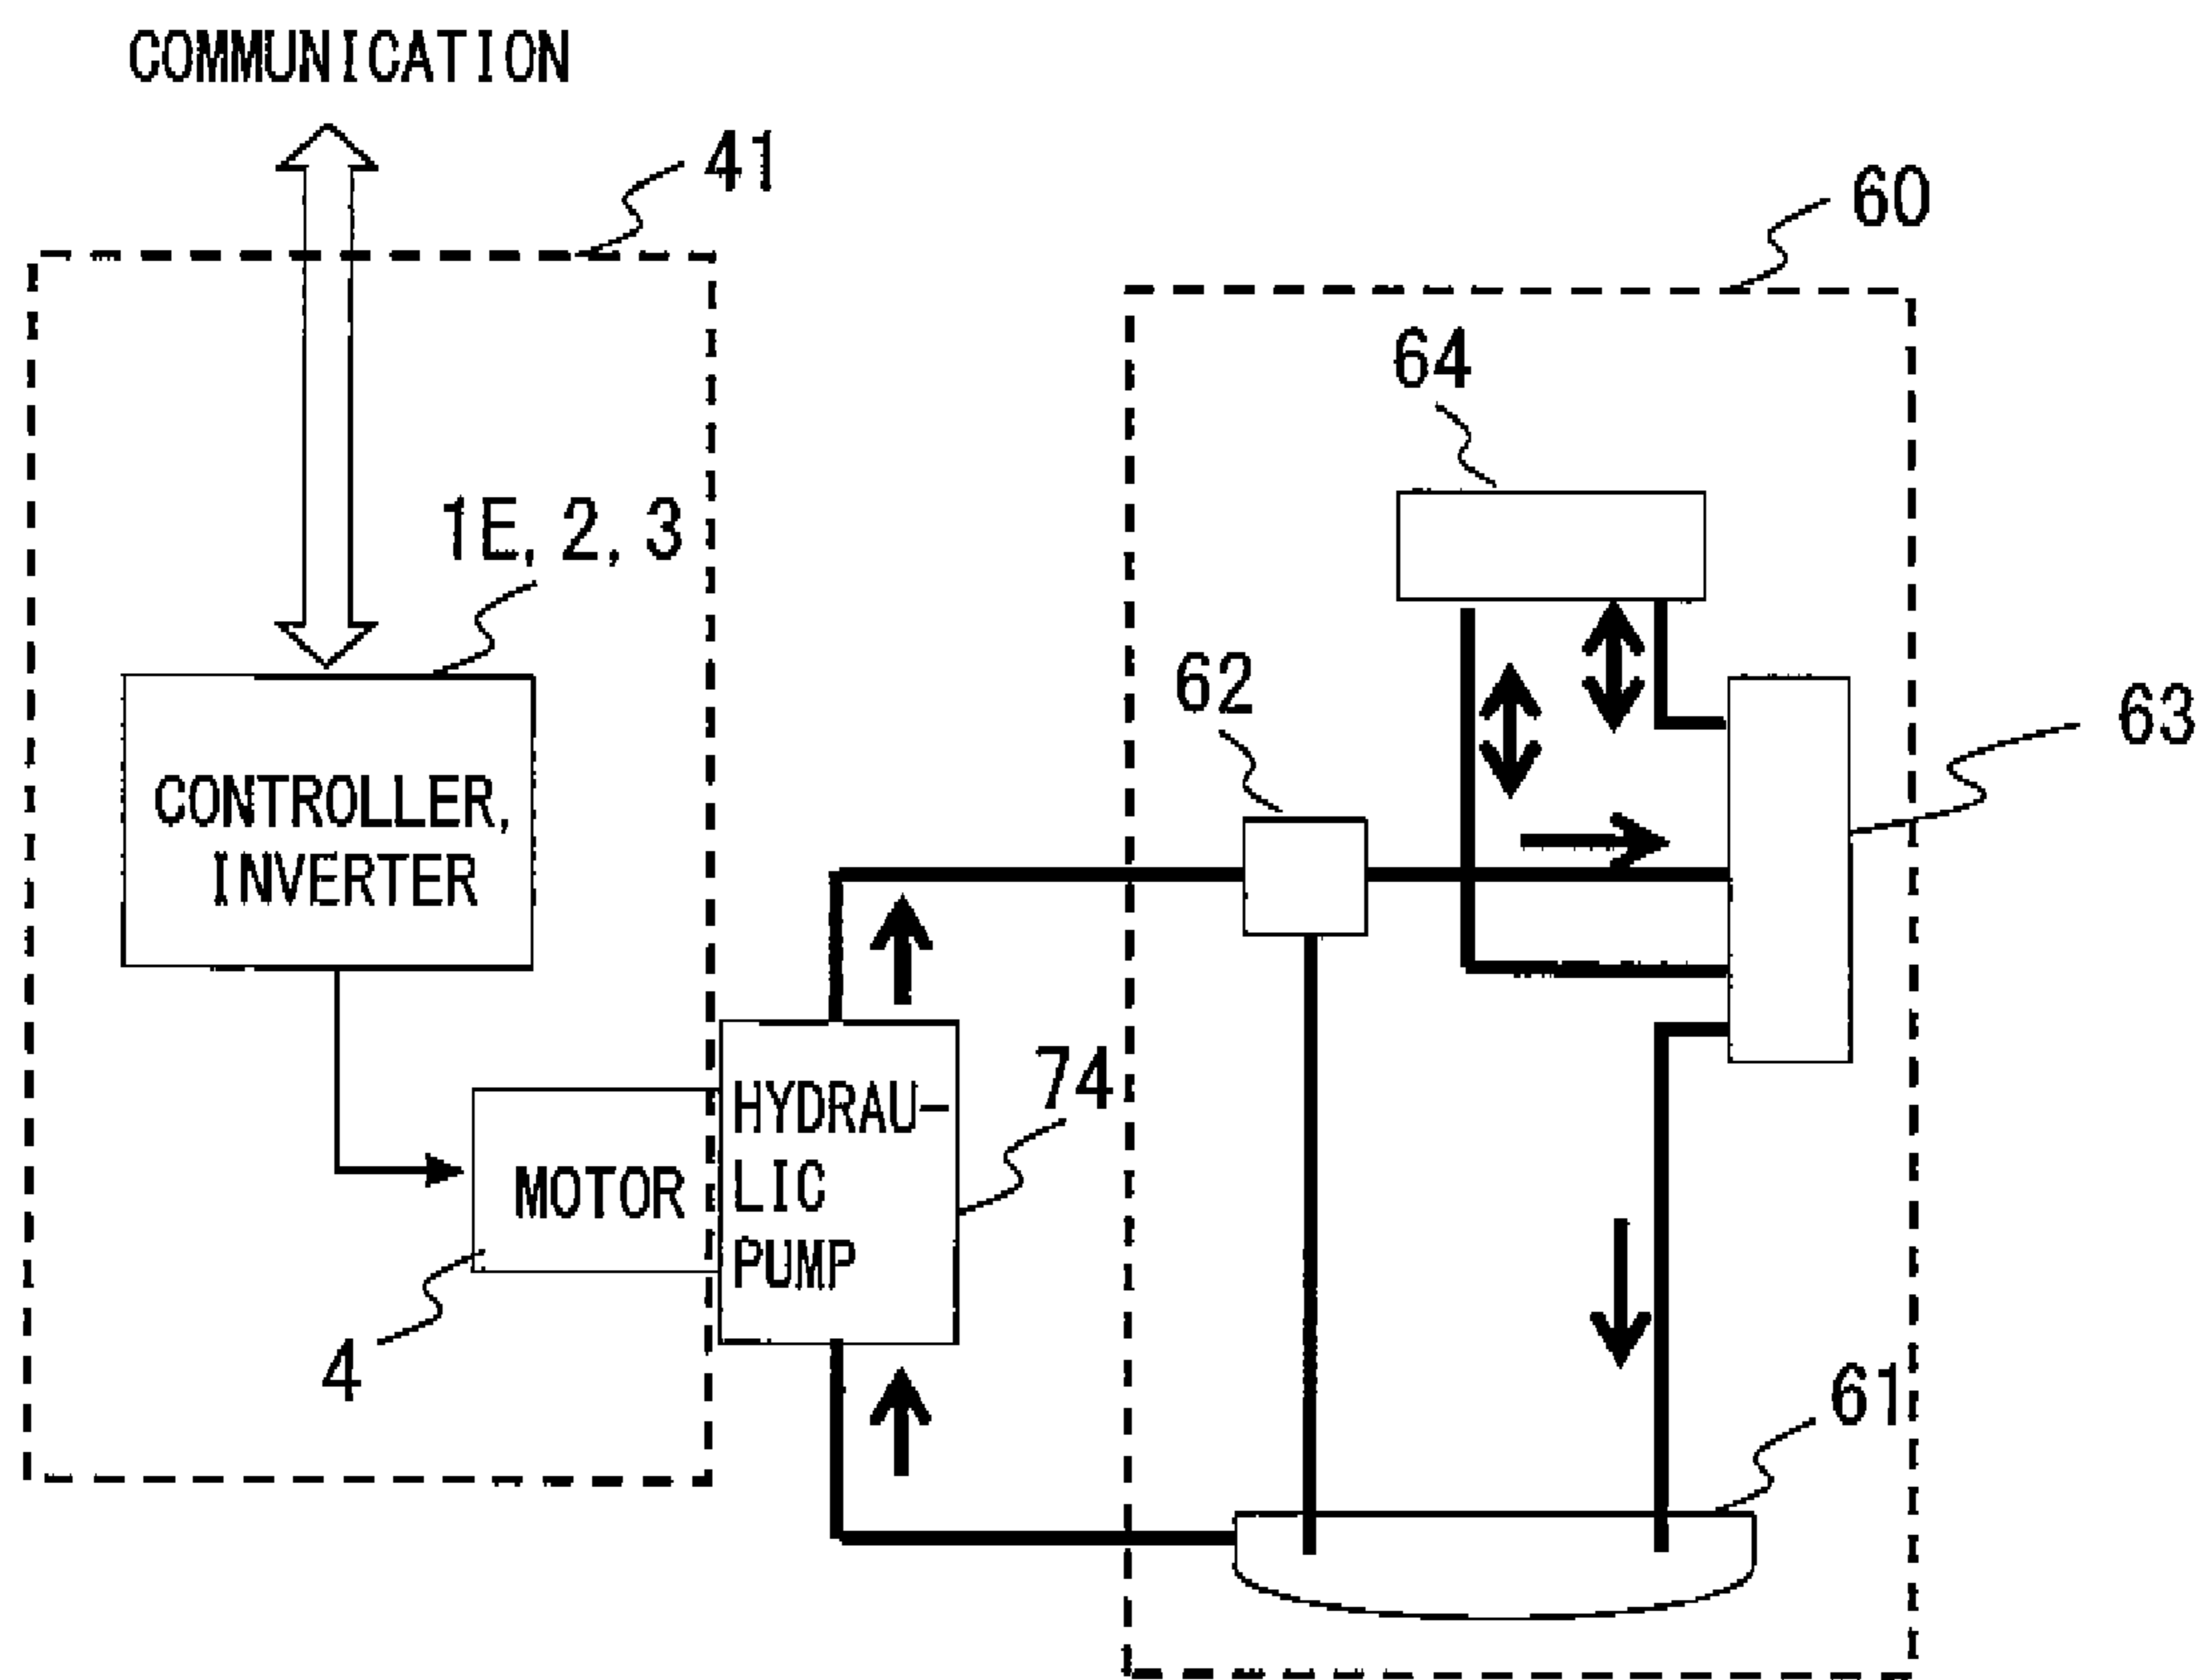 COMMUNICATION
41
60
64
1E, 2, 3
62
63
CONTROLLER,
INVERTER
74
HYDRAU-
LIC
PUMP
MOTOR
4
61